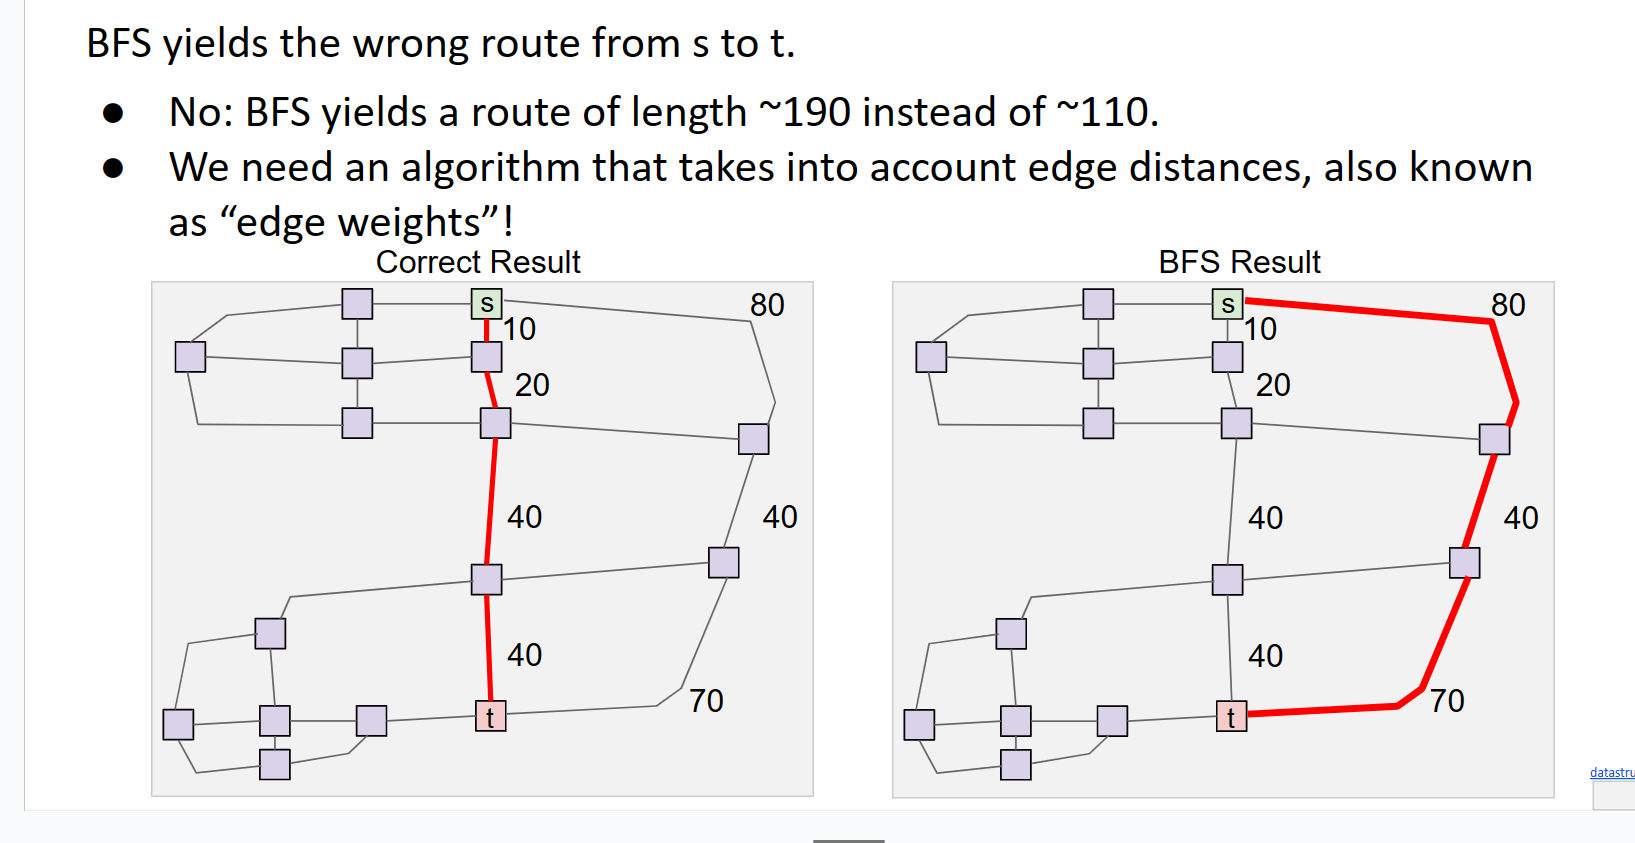 BFS yields the wrong route from s to t.
● No: BFS yields a route of length ~190 instead of ~110.
● We need an algorithm that takes into account edge distances, also known
as “edge weights”!
Correct Result
s
80
10
20
40
40
40
70
t
BFS Result
s
80
10
20
40
40
40
70
t
datastru